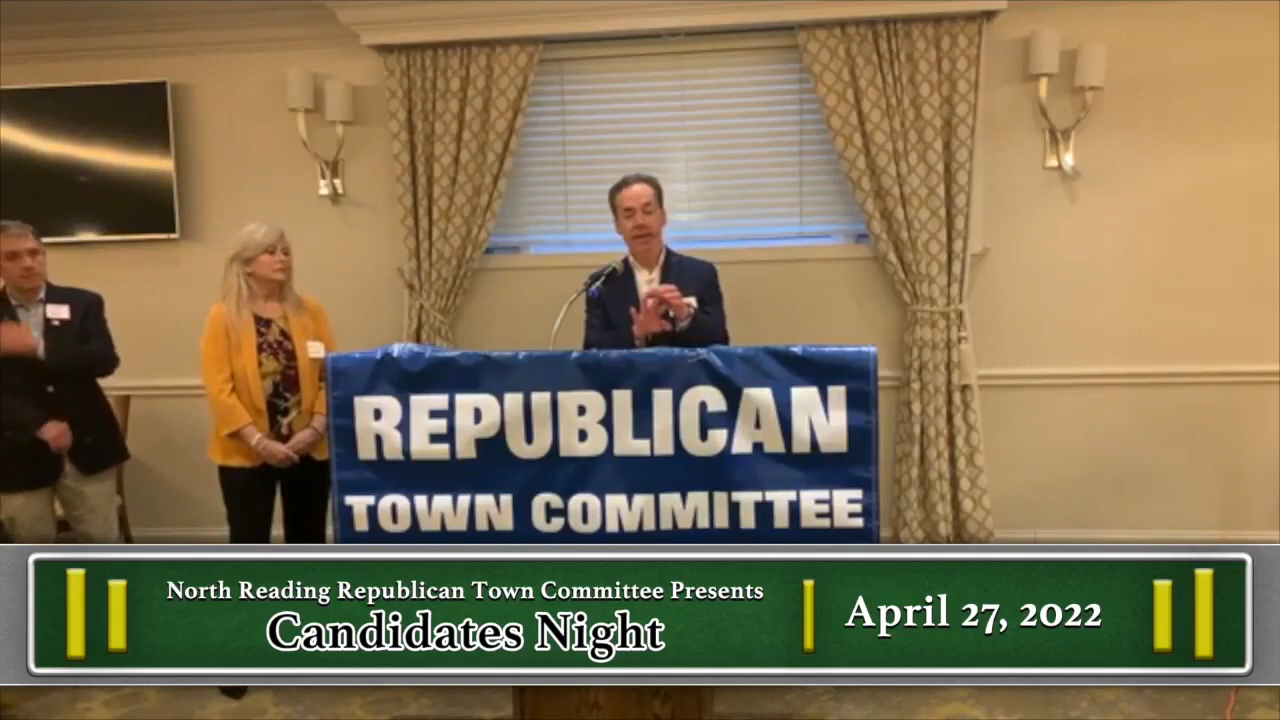 REPUBLICAN
TOWN COMMITTEE
North Reading Republican Town Committee Presents
Candidates Night
April 27, 2022